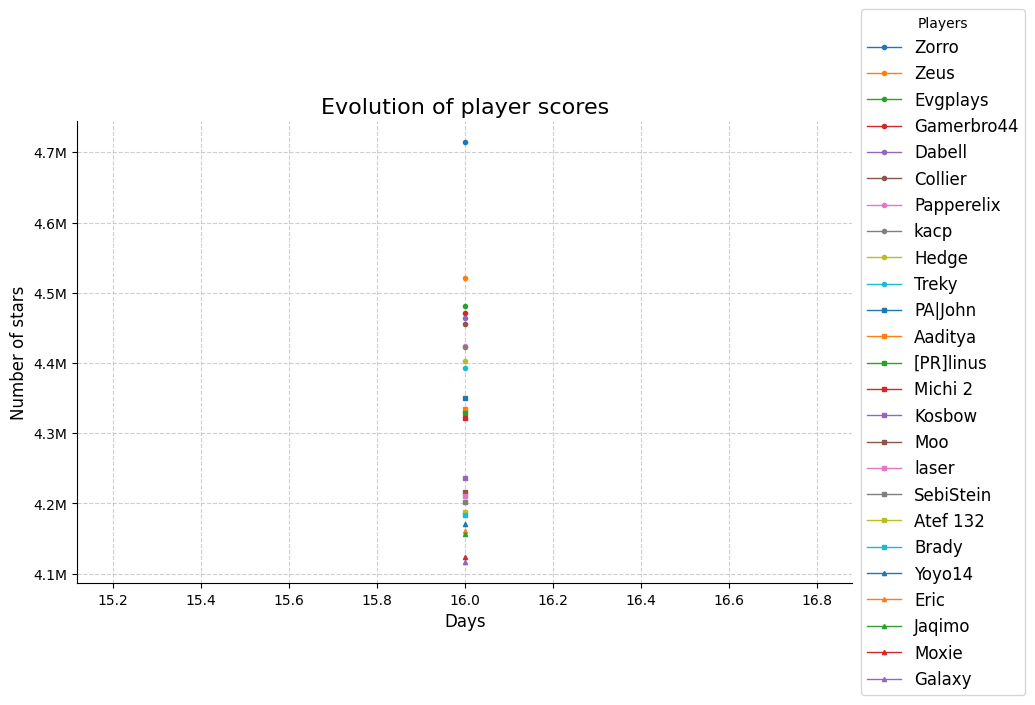 Evolution of player scores
Number of stars
4.7M
4.6M
4.5M
4.4M
4.3M
4.2M
4.1M
15.2 15.4 15.6 15.8 16.0 16.2 16.4 16.6 16.8
Days
Players
Zorro
Zeus
Evgplays
Gamerbro44
Dabell
Collier
Papperelix
kacp
Hedge
Treky
PA|John
Aaditya
[PR]linus
Michi 2
Kosbow
Moo
laser
SebiStein
Atef 132
Brady
Yoyo14
Eric
Jaqimo
Moxie
Galaxy